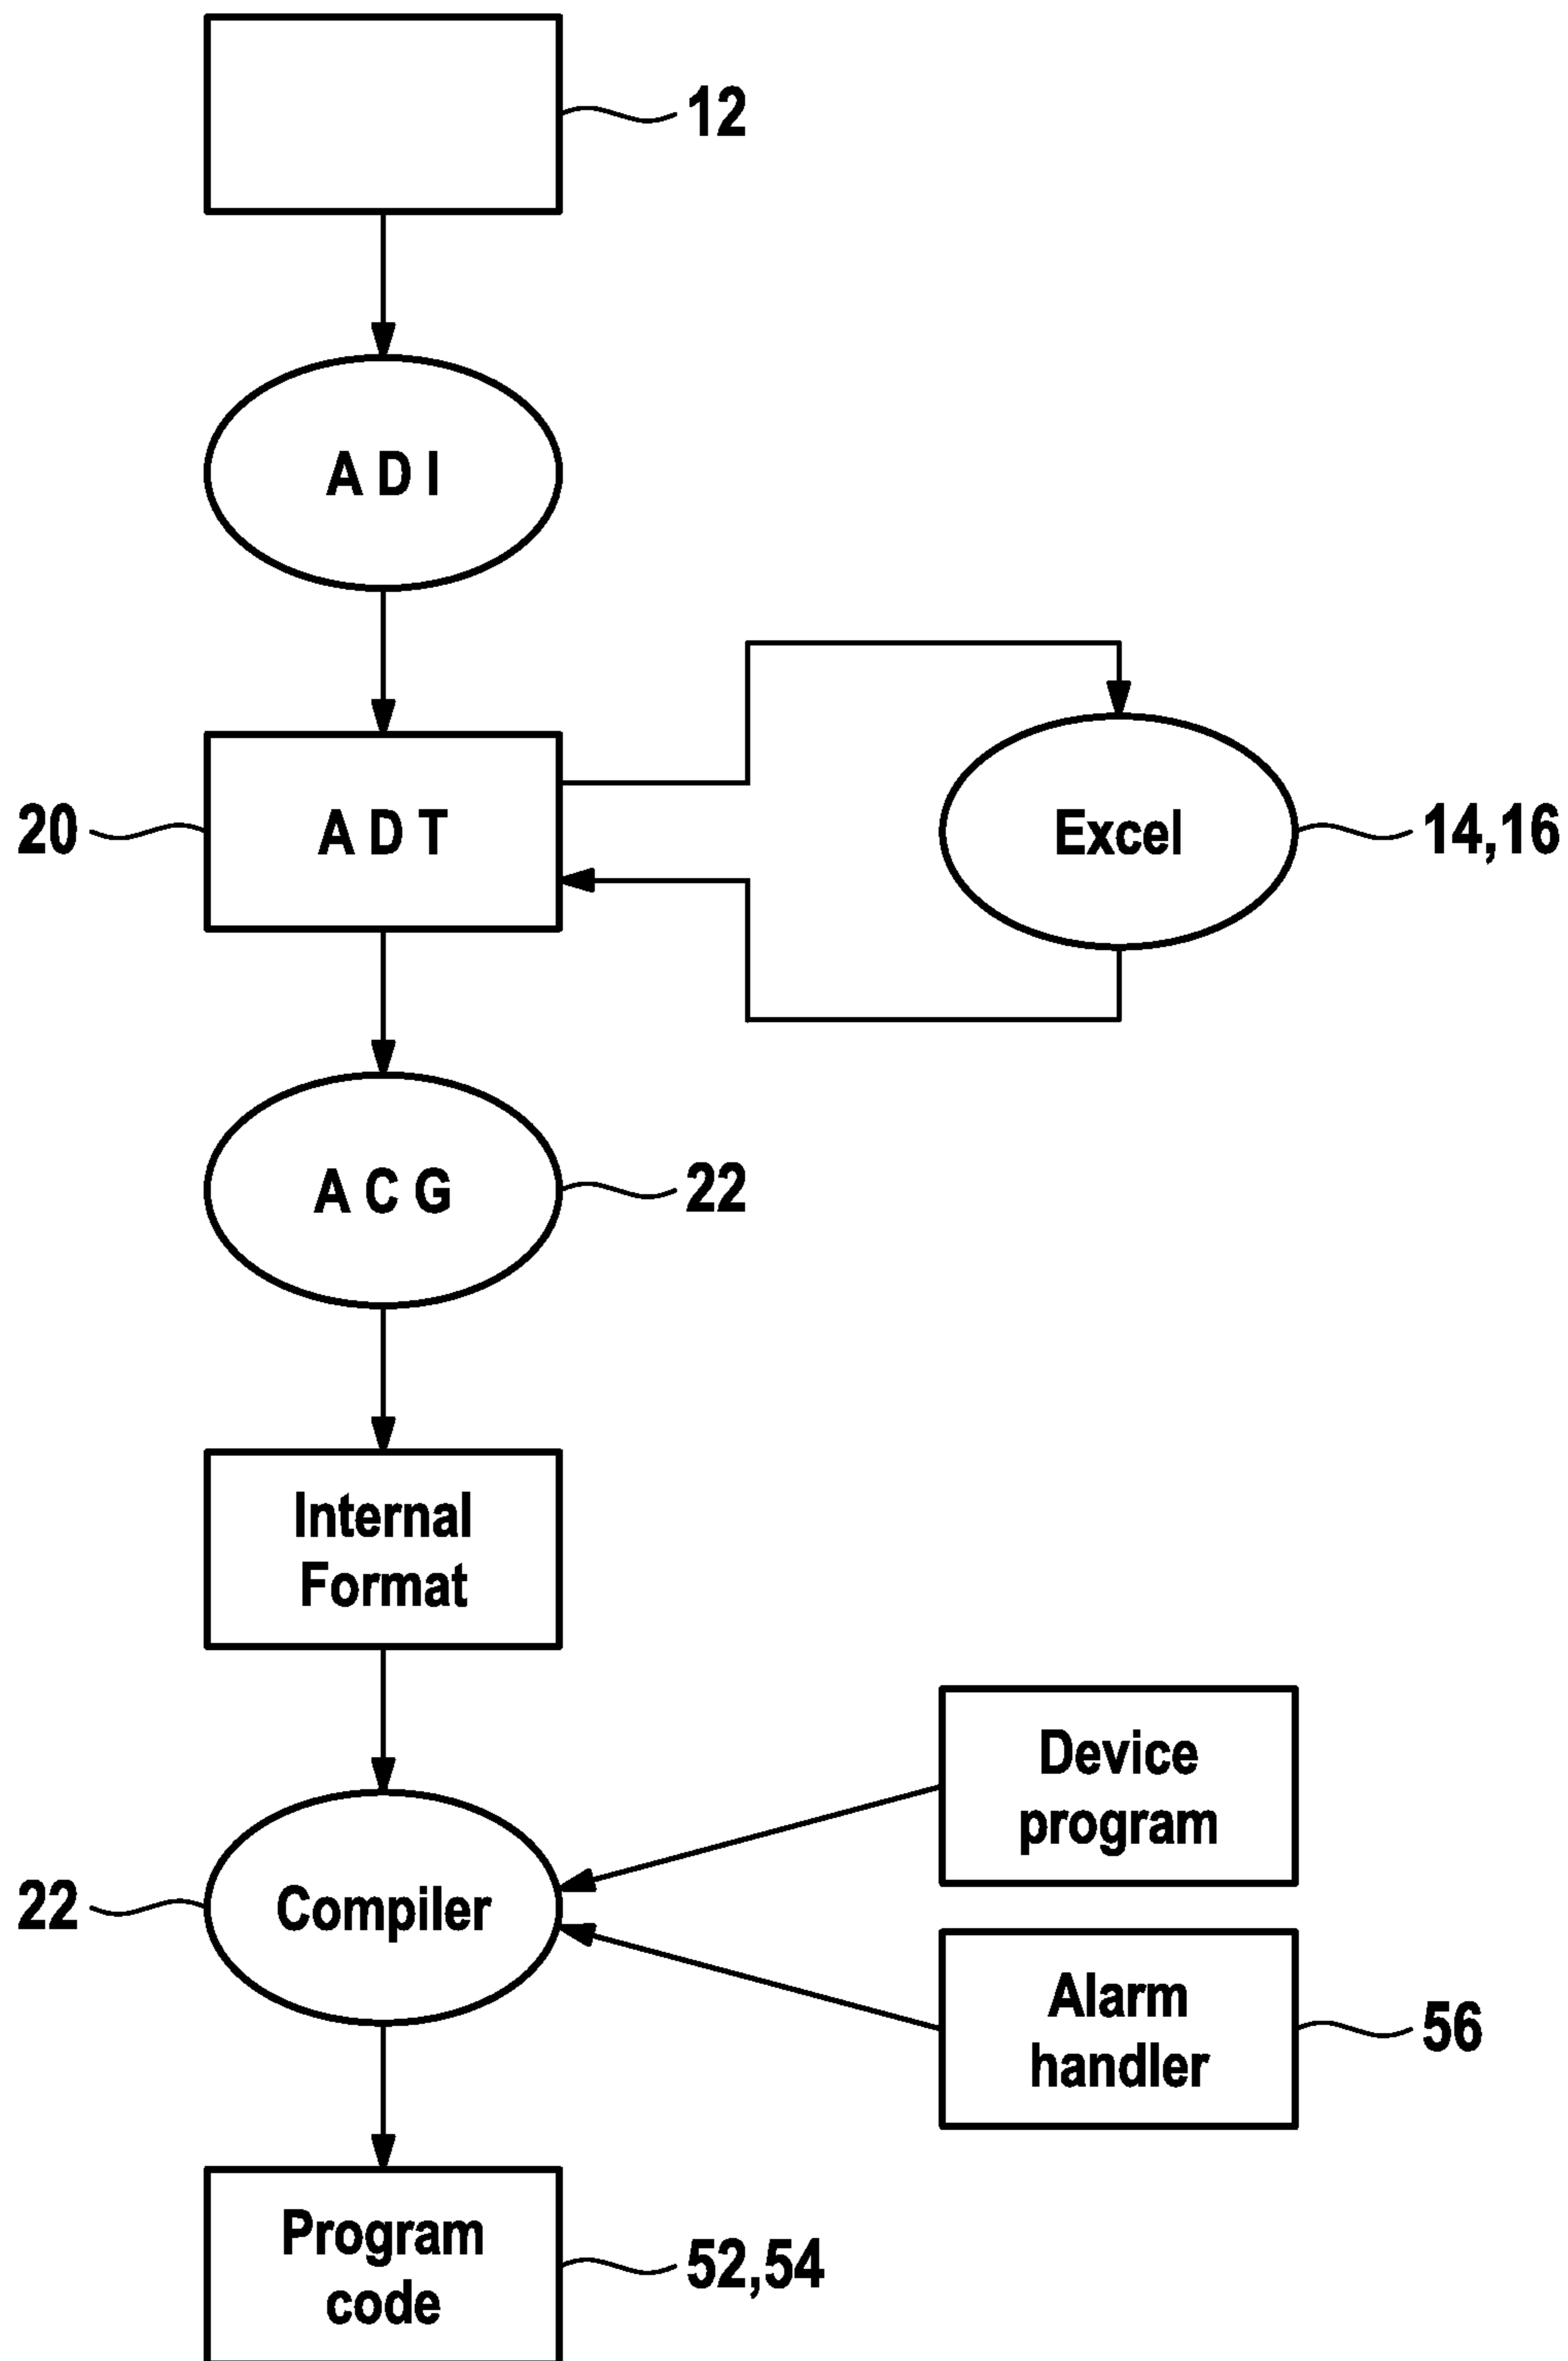 12
A D I
20
A D T
Excel
14,16
A C G
22
Internal
Format
Device
program
22
Compiler
Alarm
handler
56
Program
code
52,54